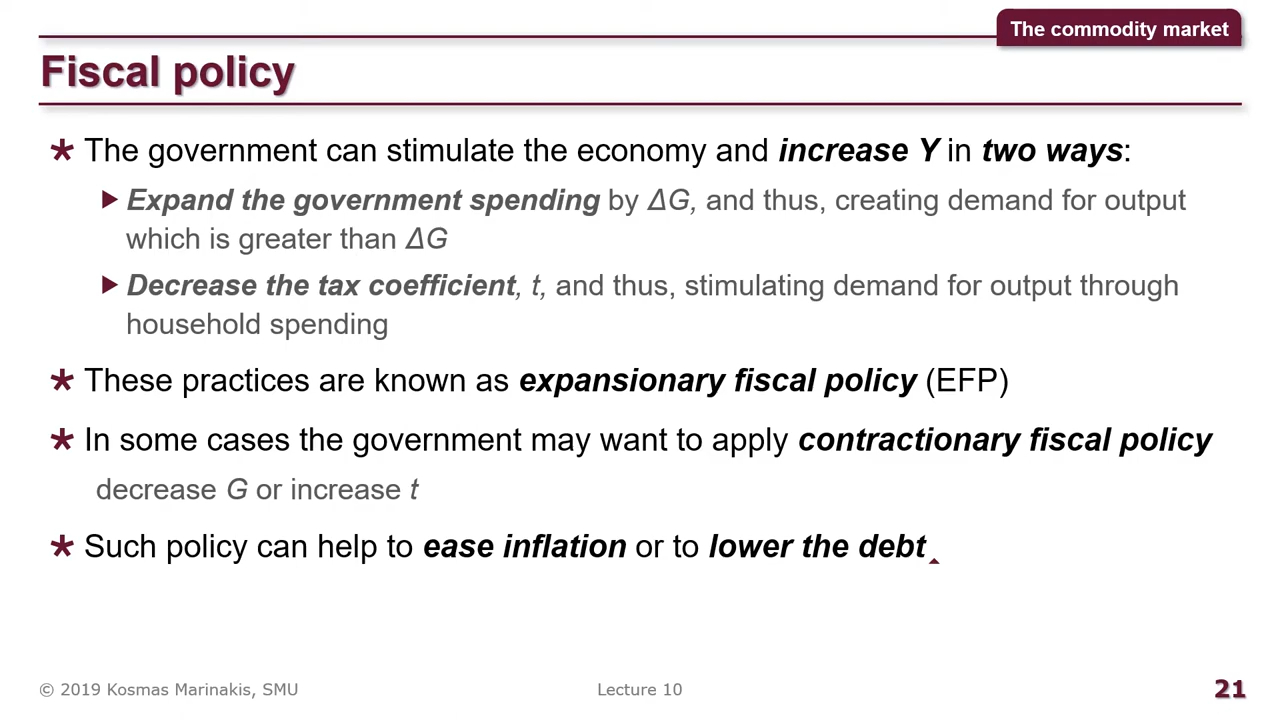 The commodity market
Fiscal policy
* The government can stimulate the economy and increase Y in two ways:
Expand the government spending by ΔG, and thus, creating demand for output
which is greater than ΔG
Decrease the tax coefficient, t, and thus, stimulating demand for output through
household spending
* These practices are known as expansionary fiscal policy (EFP)
* In some cases the government may want to apply contractionary fiscal policy
decrease G or increase t
* Such policy can help to ease inflation or to lower the debt
© 2019 Kosmas Marinakis, SMU
Lecture 10
21